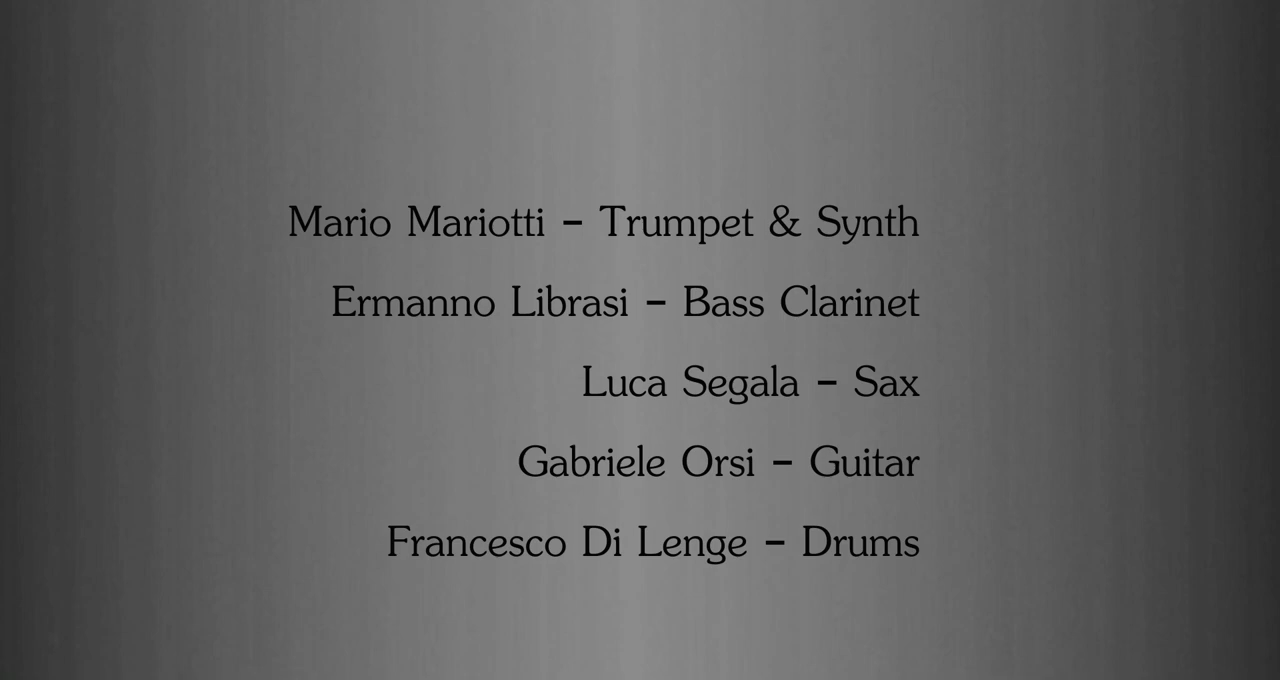 Mario Mariotti – Trumpet & Synth
Ermanno Librasi – Bass Clarinet
Luca Segala – Sax
Gabriele Orsi – Guitar
Francesco Di Lenge – Drums